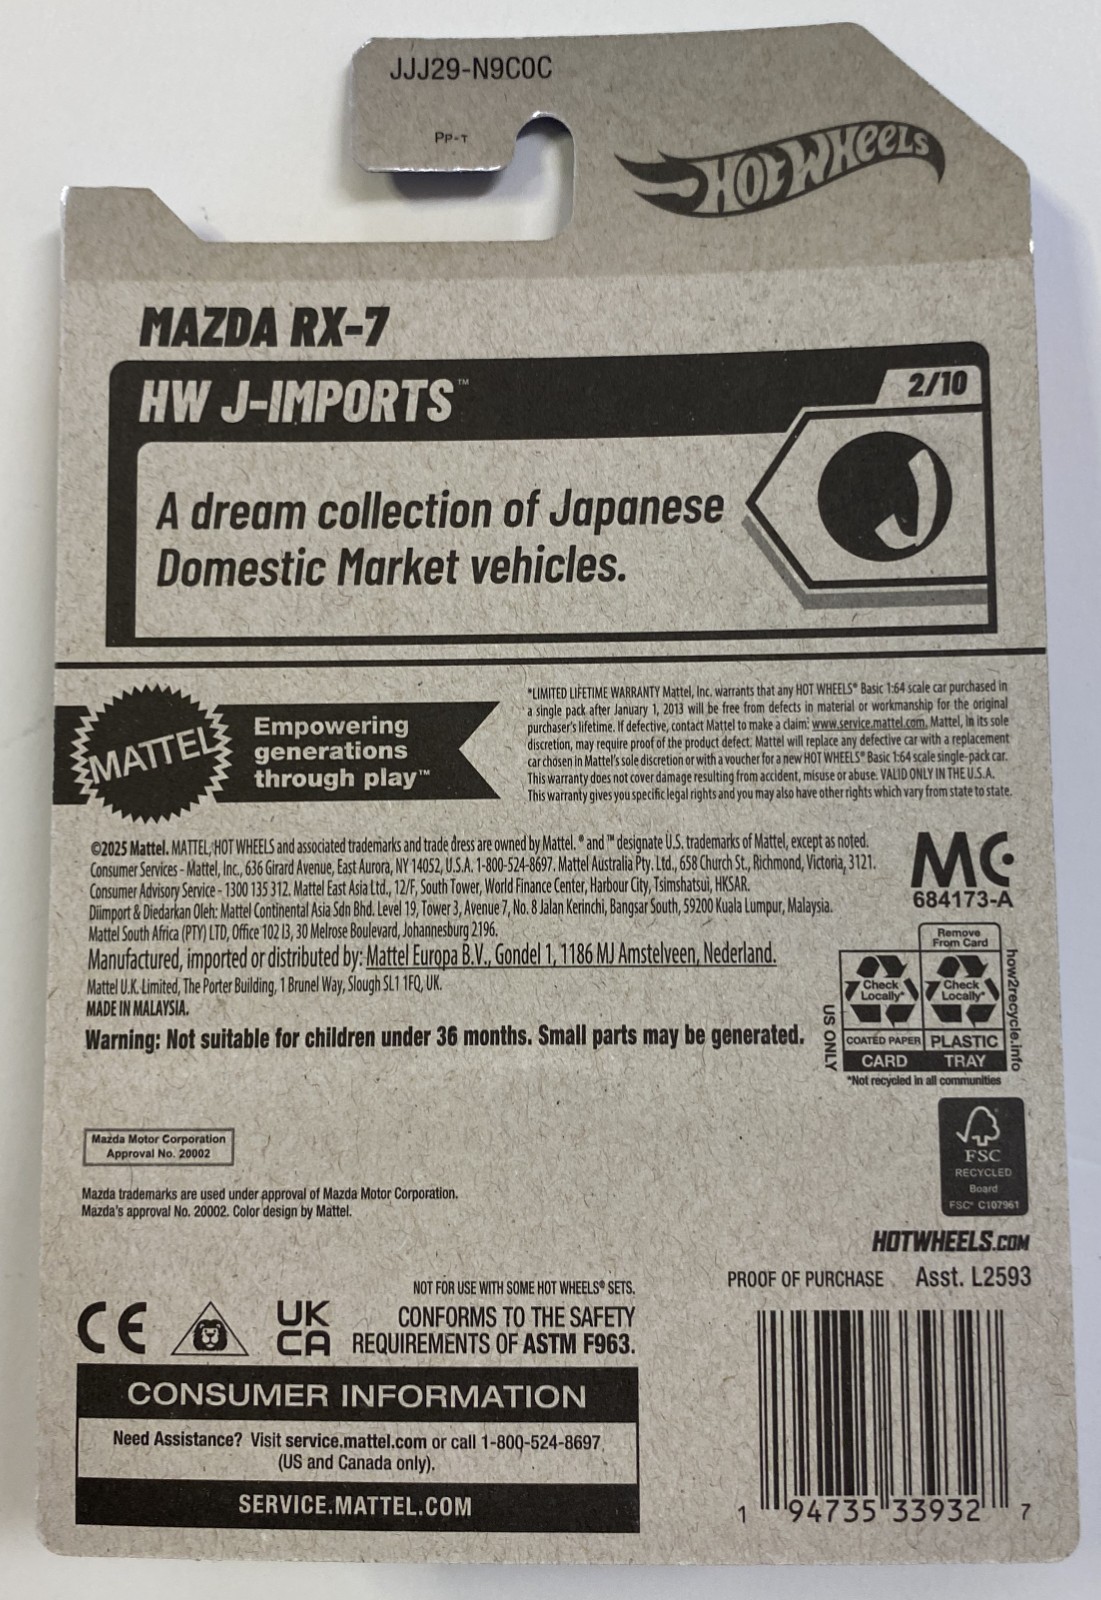 JJJ29-N9C0C
PP-T
HOT WHEELS
MAZDA RX-7
HW J-IMPORTS™
2/10
J
A dream collection of Japanese
Domestic Market vehicles.
MATTEL
Empowering
generations
through play™
*LIMITED LIFETIME WARRANTY Mattel, Inc. warrants that any HOT WHEELS® Basic 1:64 scale car purchased in
a single pack after January 1, 2013 will be free from defects in material or workmanship for the original
purchaser's lifetime. If defective, contact Mattel to make a claim: www.service.mattel.com. Mattel, in its sole
discretion, may require proof of the product defect. Mattel will replace any defective car with a replacement
car chosen in Mattel's sole discretion or with a voucher for a new HOT WHEELS® Basic 1:64 scale single-pack car.
This warranty does not cover damage resulting from accident, misuse or abuse. VALID ONLY IN THE U.S.A.
This warranty gives you specific legal rights and you may also have other rights which vary from state to state.
©2025 Mattel. MATTEL, HOT WHEELS and associated trademarks and trade dress are owned by Mattel. ® and ™ designate U.S. trademarks of Mattel, except as noted.
Consumer Services - Mattel, Inc., 636 Girard Avenue, East Aurora, NY 14052, U.S.A. 1-800-524-8697. Mattel Australia Pty. Ltd., 658 Church St., Richmond, Victoria, 3121.
Consumer Advisory Service - 1300 135 312. Mattel East Asia Ltd., 12/F, South Tower, World Finance Center, Harbour City, Tsimshatsui, HKSAR.
Diimport & Diedarkan Oleh: Mattel Continental Asia Sdn Bhd. Level 19, Tower 3, Avenue 7, No. 8 Jalan Kerinchi, Bangsar South, 59200 Kuala Lumpur, Malaysia.
Mattel South Africa (PTY) LTD, Office 102 I3, 30 Melrose Boulevard, Johannesburg 2196.
Manufactured, imported or distributed by: Mattel Europa B.V., Gondel 1, 1186 MJ Amstelveen, Nederland.
Mattel U.K. Limited, The Porter Building, 1 Brunel Way, Slough SL1 1FQ, UK.
MADE IN MALAYSIA.
Warning: Not suitable for children under 36 months. Small parts may be generated.
MC
684173-A
Remove
From Card
Check
Locally*
Check
Locally*
COATED PAPER
PLASTIC
CARD
TRAY
US ONLY
how2recycle.info
*Not recycled in all communities
Mazda Motor Corporation
Approval No. 20002
FSC
RECYCLED
Board
FSC® C107961
Mazda trademarks are used under approval of Mazda Motor Corporation.
Mazda's approval No. 20002. Color design by Mattel.
HOTWHEELS.COM
PROOF OF PURCHASE Asst. L2593
NOT FOR USE WITH SOME HOT WHEELS® SETS.
CE
UK
CA
CONFORMS TO THE SAFETY
REQUIREMENTS OF ASTM F963.
CONSUMER INFORMATION
Need Assistance? Visit service.mattel.com or call 1-800-524-8697
(US and Canada only).
SERVICE.MATTEL.COM
1 94735 33932 7